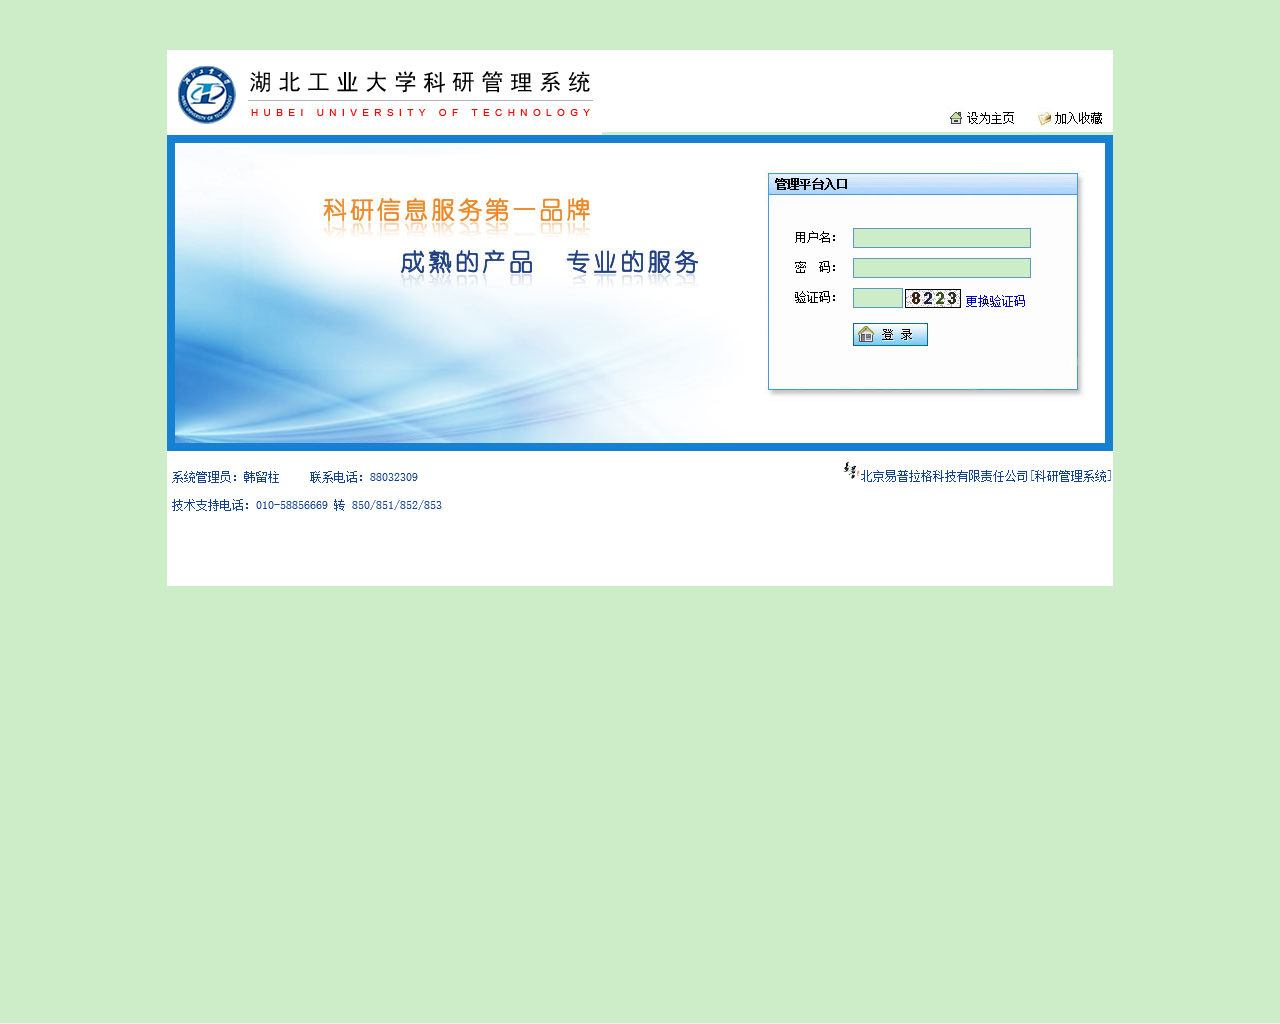 湖北工业大学科研管理系统
HUBEI UNIVERSITY OF TECHNOLOGY
设为主页 加入收藏
科研信息服务第一品牌
成熟的产品 专业的服务
管理平台入口
用户名：
密 码：
验证码： 8223 更换验证码
登 录
系统管理员：韩留柱 联系电话：88032309
北京易普拉格科技有限责任公司[科研管理系统]
技术支持电话：010-58856669 转 850/851/852/853